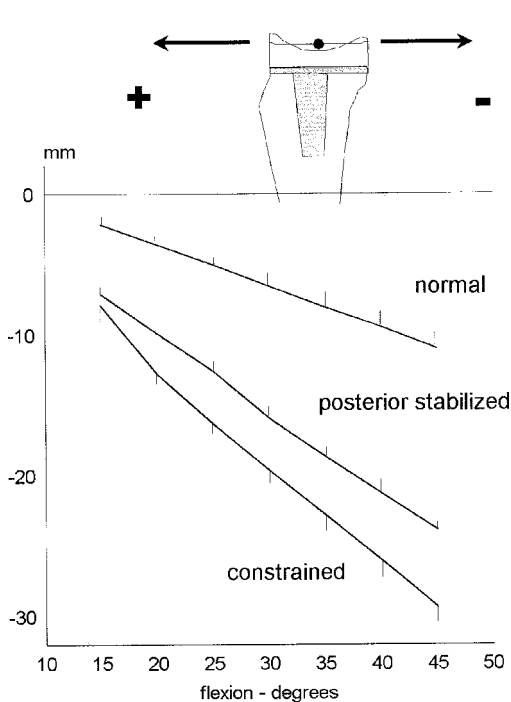 +
-
mm
0
normal
-10
posterior stabilized
-20
constrained
-30
10 15 20 25 30 35 40 45 50
flexion - degrees